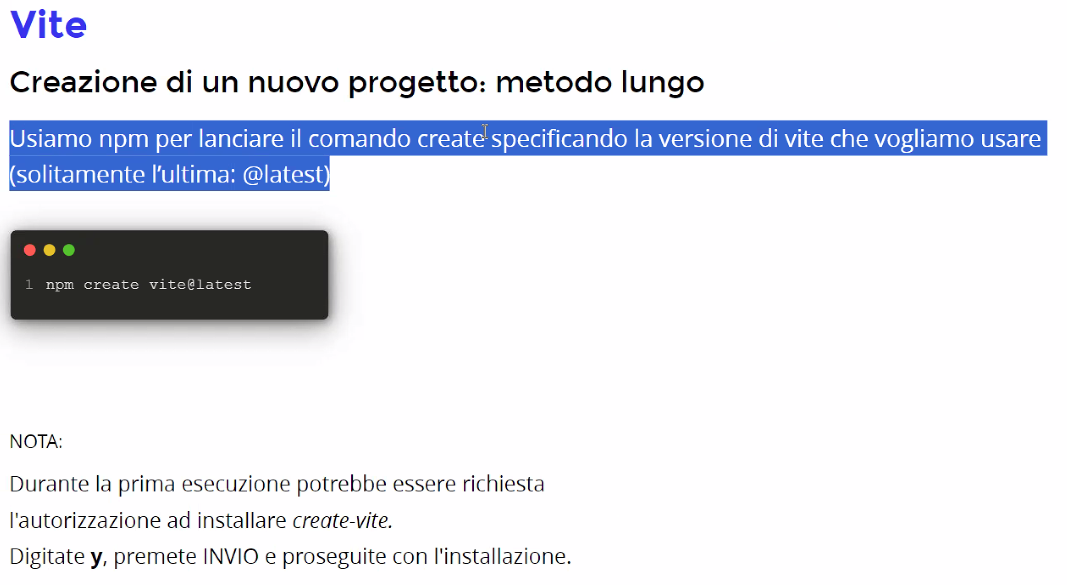 Vite
Creazione di un nuovo progetto: metodo lungo
Usiamo npm per lanciare il comando create specificando la versione di vite che vogliamo usare
(solitamente l’ultima: @latest)
1 npm create vite@latest
NOTA:
Durante la prima esecuzione potrebbe essere richiesta
l'autorizzazione ad installare create-vite.
Digitate y, premete INVIO e proseguite con l'installazione.